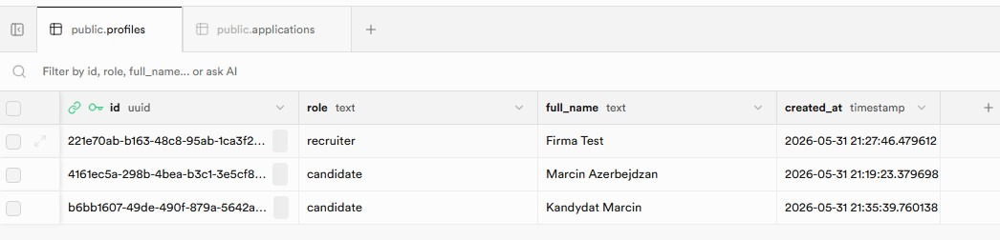 public.profiles public.applications
Filter by id, role, full_name... or ask AI
id uuid role text full_name text created_at timestamp
221e70ab-b163-48c8-95ab-1ca3f2... recruiter Firma Test 2026-05-31 21:27:46.479612
4161ec5a-298b-4bea-b3c1-3e5cf8... candidate Marcin Azerbejdzan 2026-05-31 21:19:23.379698
b6bb1607-49de-490f-879a-5642a... candidate Kandydat Marcin 2026-05-31 21:35:39.760138